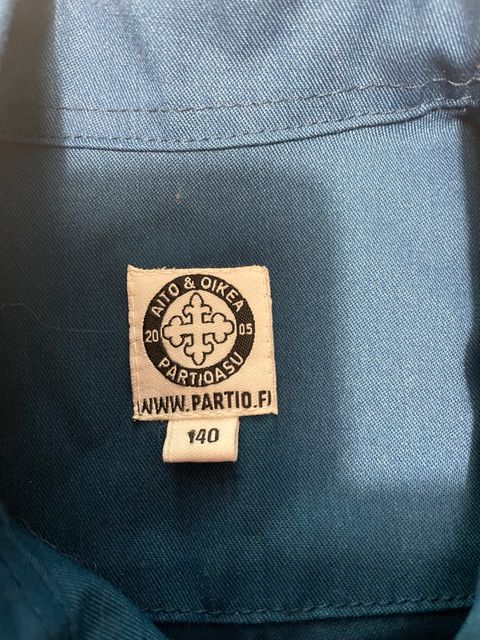 AITO & OIKEA
20 05
PARTIOASU
WWW.PARTIO.FI
140